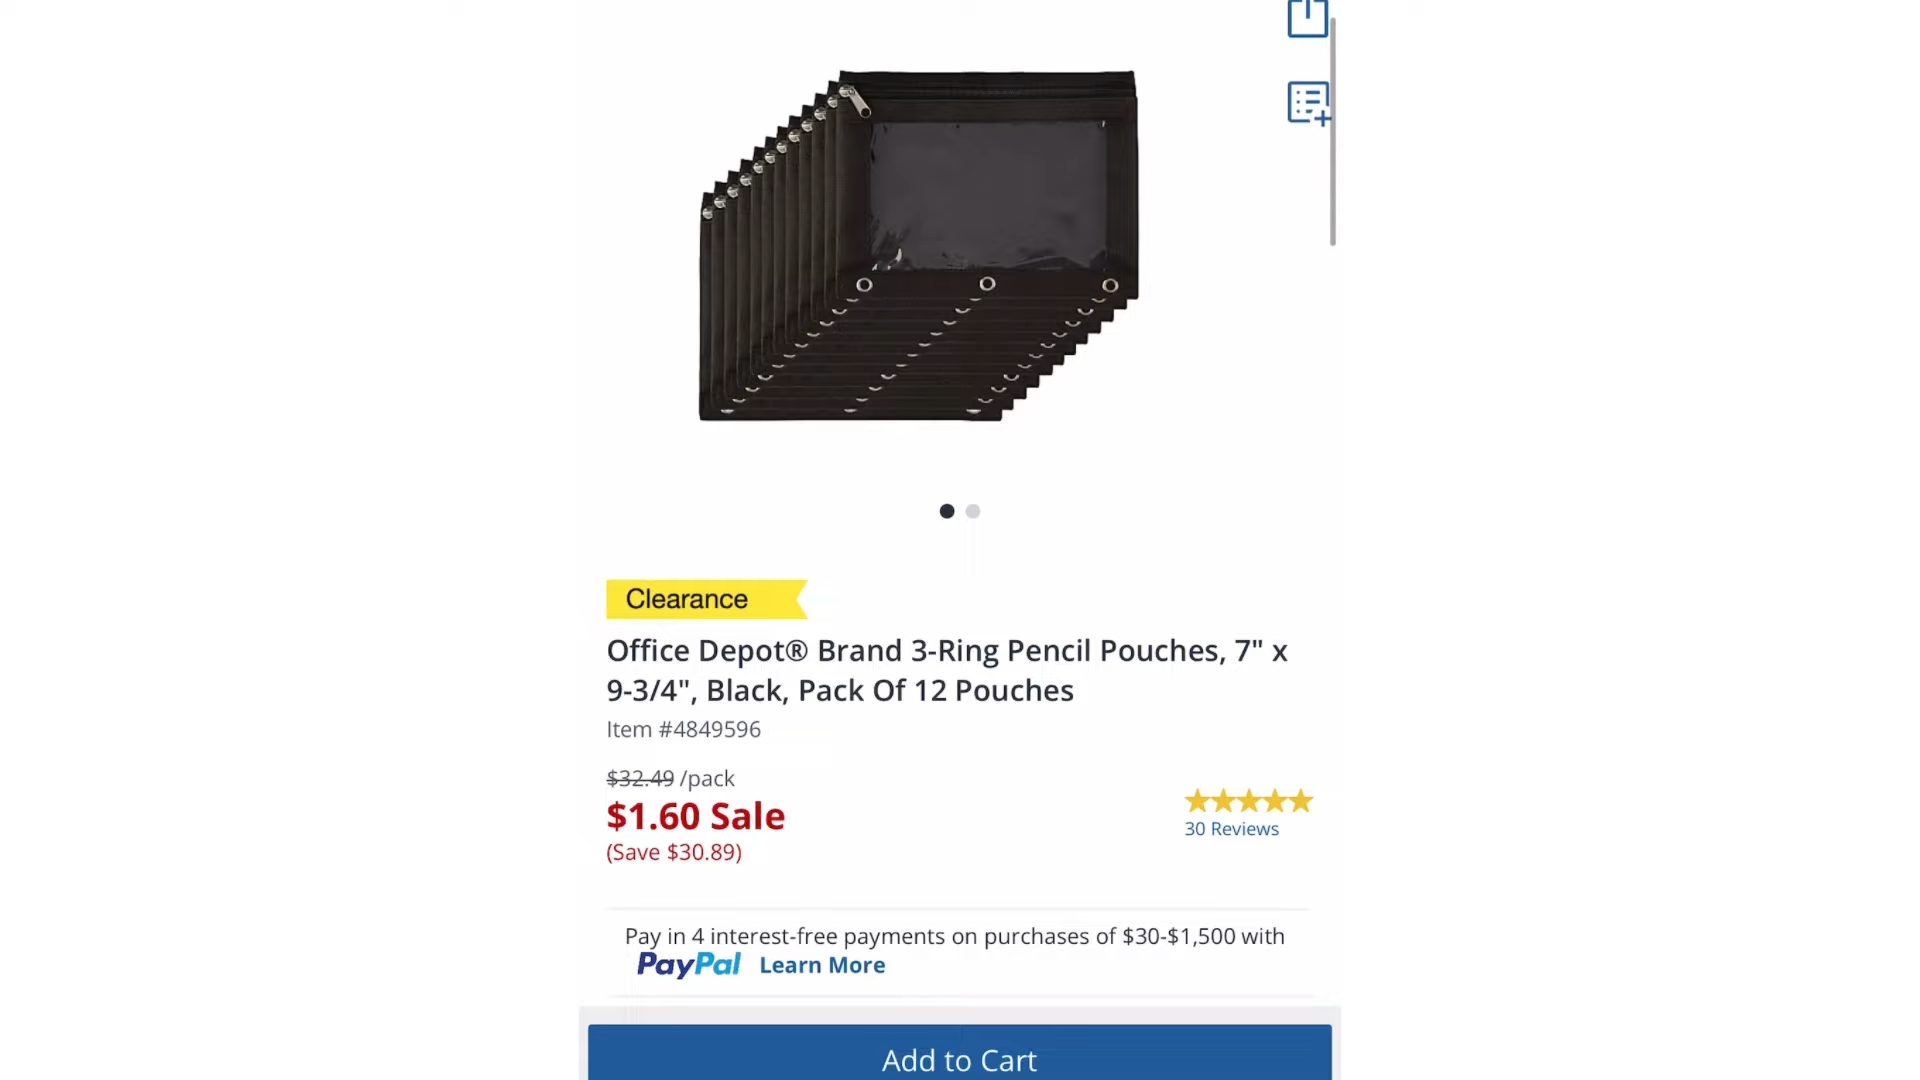 Clearance
Office Depot® Brand 3-Ring Pencil Pouches, 7" x
9-3/4", Black, Pack Of 12 Pouches
Item #4849596
$32.49 /pack
$1.60 Sale
(Save $30.89)
30 Reviews
Pay in 4 interest-free payments on purchases of $30-$1,500 with
PayPal Learn More
Add to Cart